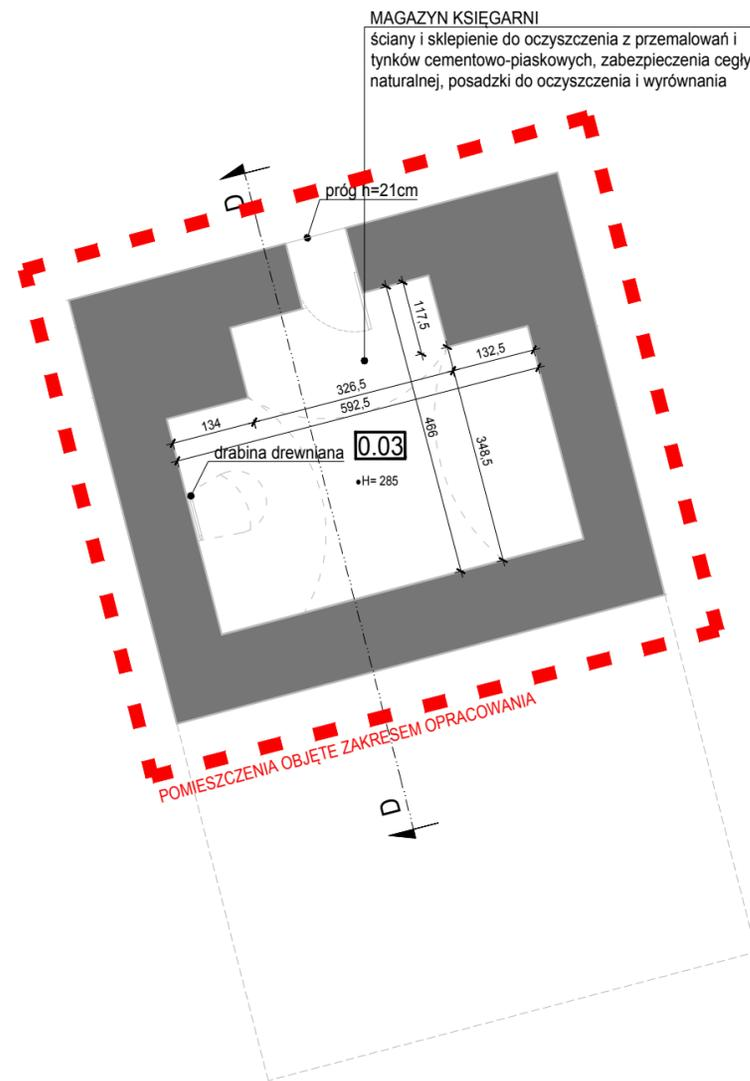 MAGAZYN KSIĘGARNI
ściany i sklepienie do oczyszczenia z przemalowań i
tynków cementowo-piaskowych, zabezpieczenia cegły
naturalnej, posadzki do oczyszczenia i wyrównania
D
próg h=21cm
117,5
132,5
326,5
592,5
134
466
348,5
drabina drewniana
0.03
H= 285
POMIESZCZENIA OBJĘTE ZAKRESEM OPRACOWANIA
D